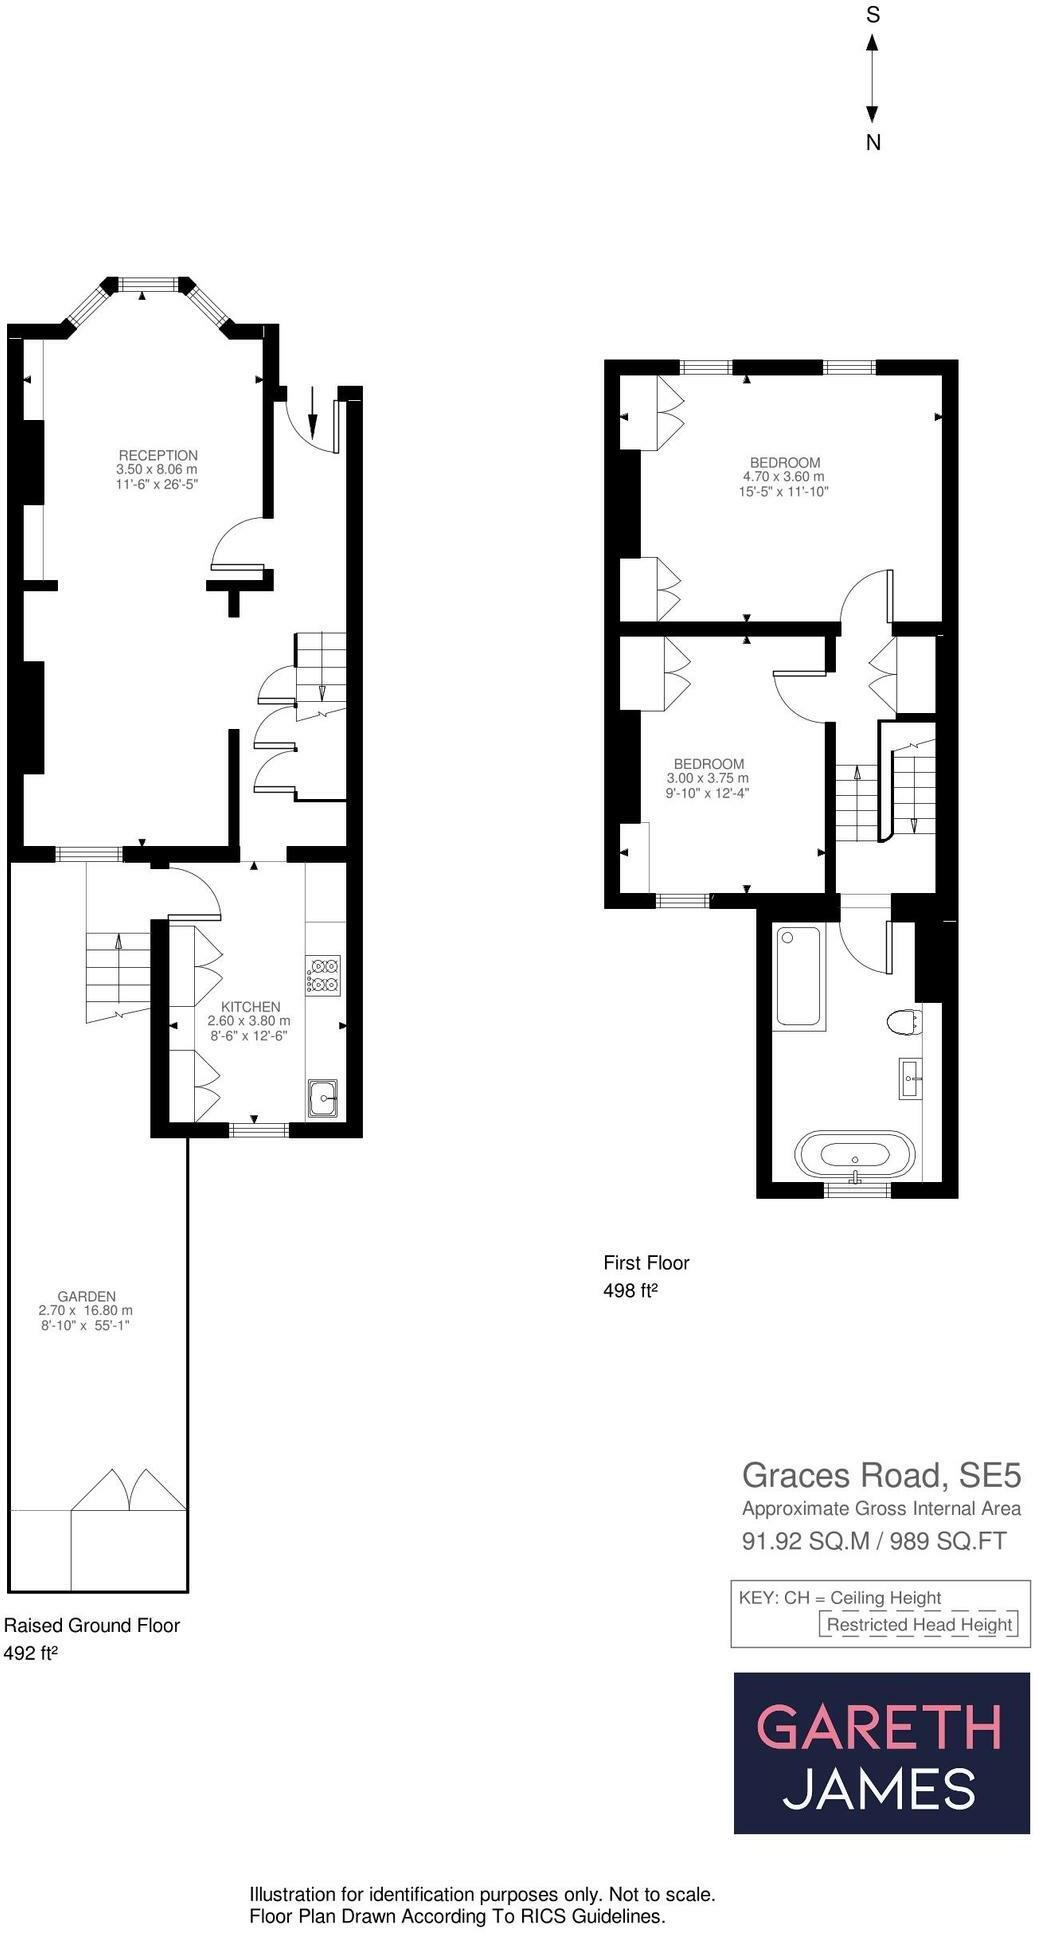 S
N
RECEPTION
3.50 x 8.06 m
11'-6" x 26'-5"
BEDROOM
4.70 x 3.60 m
15'-5" x 11'-10"
BEDROOM
3.00 x 3.75 m
9'-10" x 12'-4"
KITCHEN
2.60 x 3.80 m
8'-6" x 12'-6"
First Floor
498 ft²
GARDEN
2.70 x 16.80 m
8'-10" x 55'-1"
Raised Ground Floor
492 ft²
Graces Road, SE5
Approximate Gross Internal Area
91.92 SQ.M / 989 SQ.FT
KEY: CH = Ceiling Height
Restricted Head Height
GARETH
JAMES
Illustration for identification purposes only. Not to scale.
Floor Plan Drawn According To RICS Guidelines.